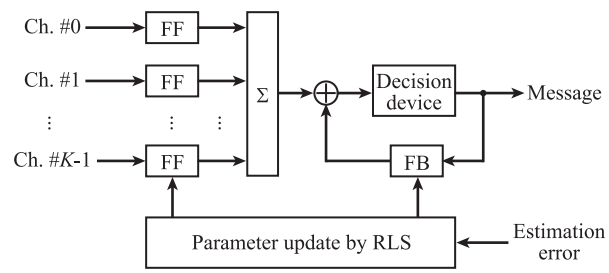 Ch. #0
FF
Ch. #1
FF
Σ
Decision
device
Message
...
... ...
Ch. #K-1
FF
FB
Parameter update by RLS
Estimation
error